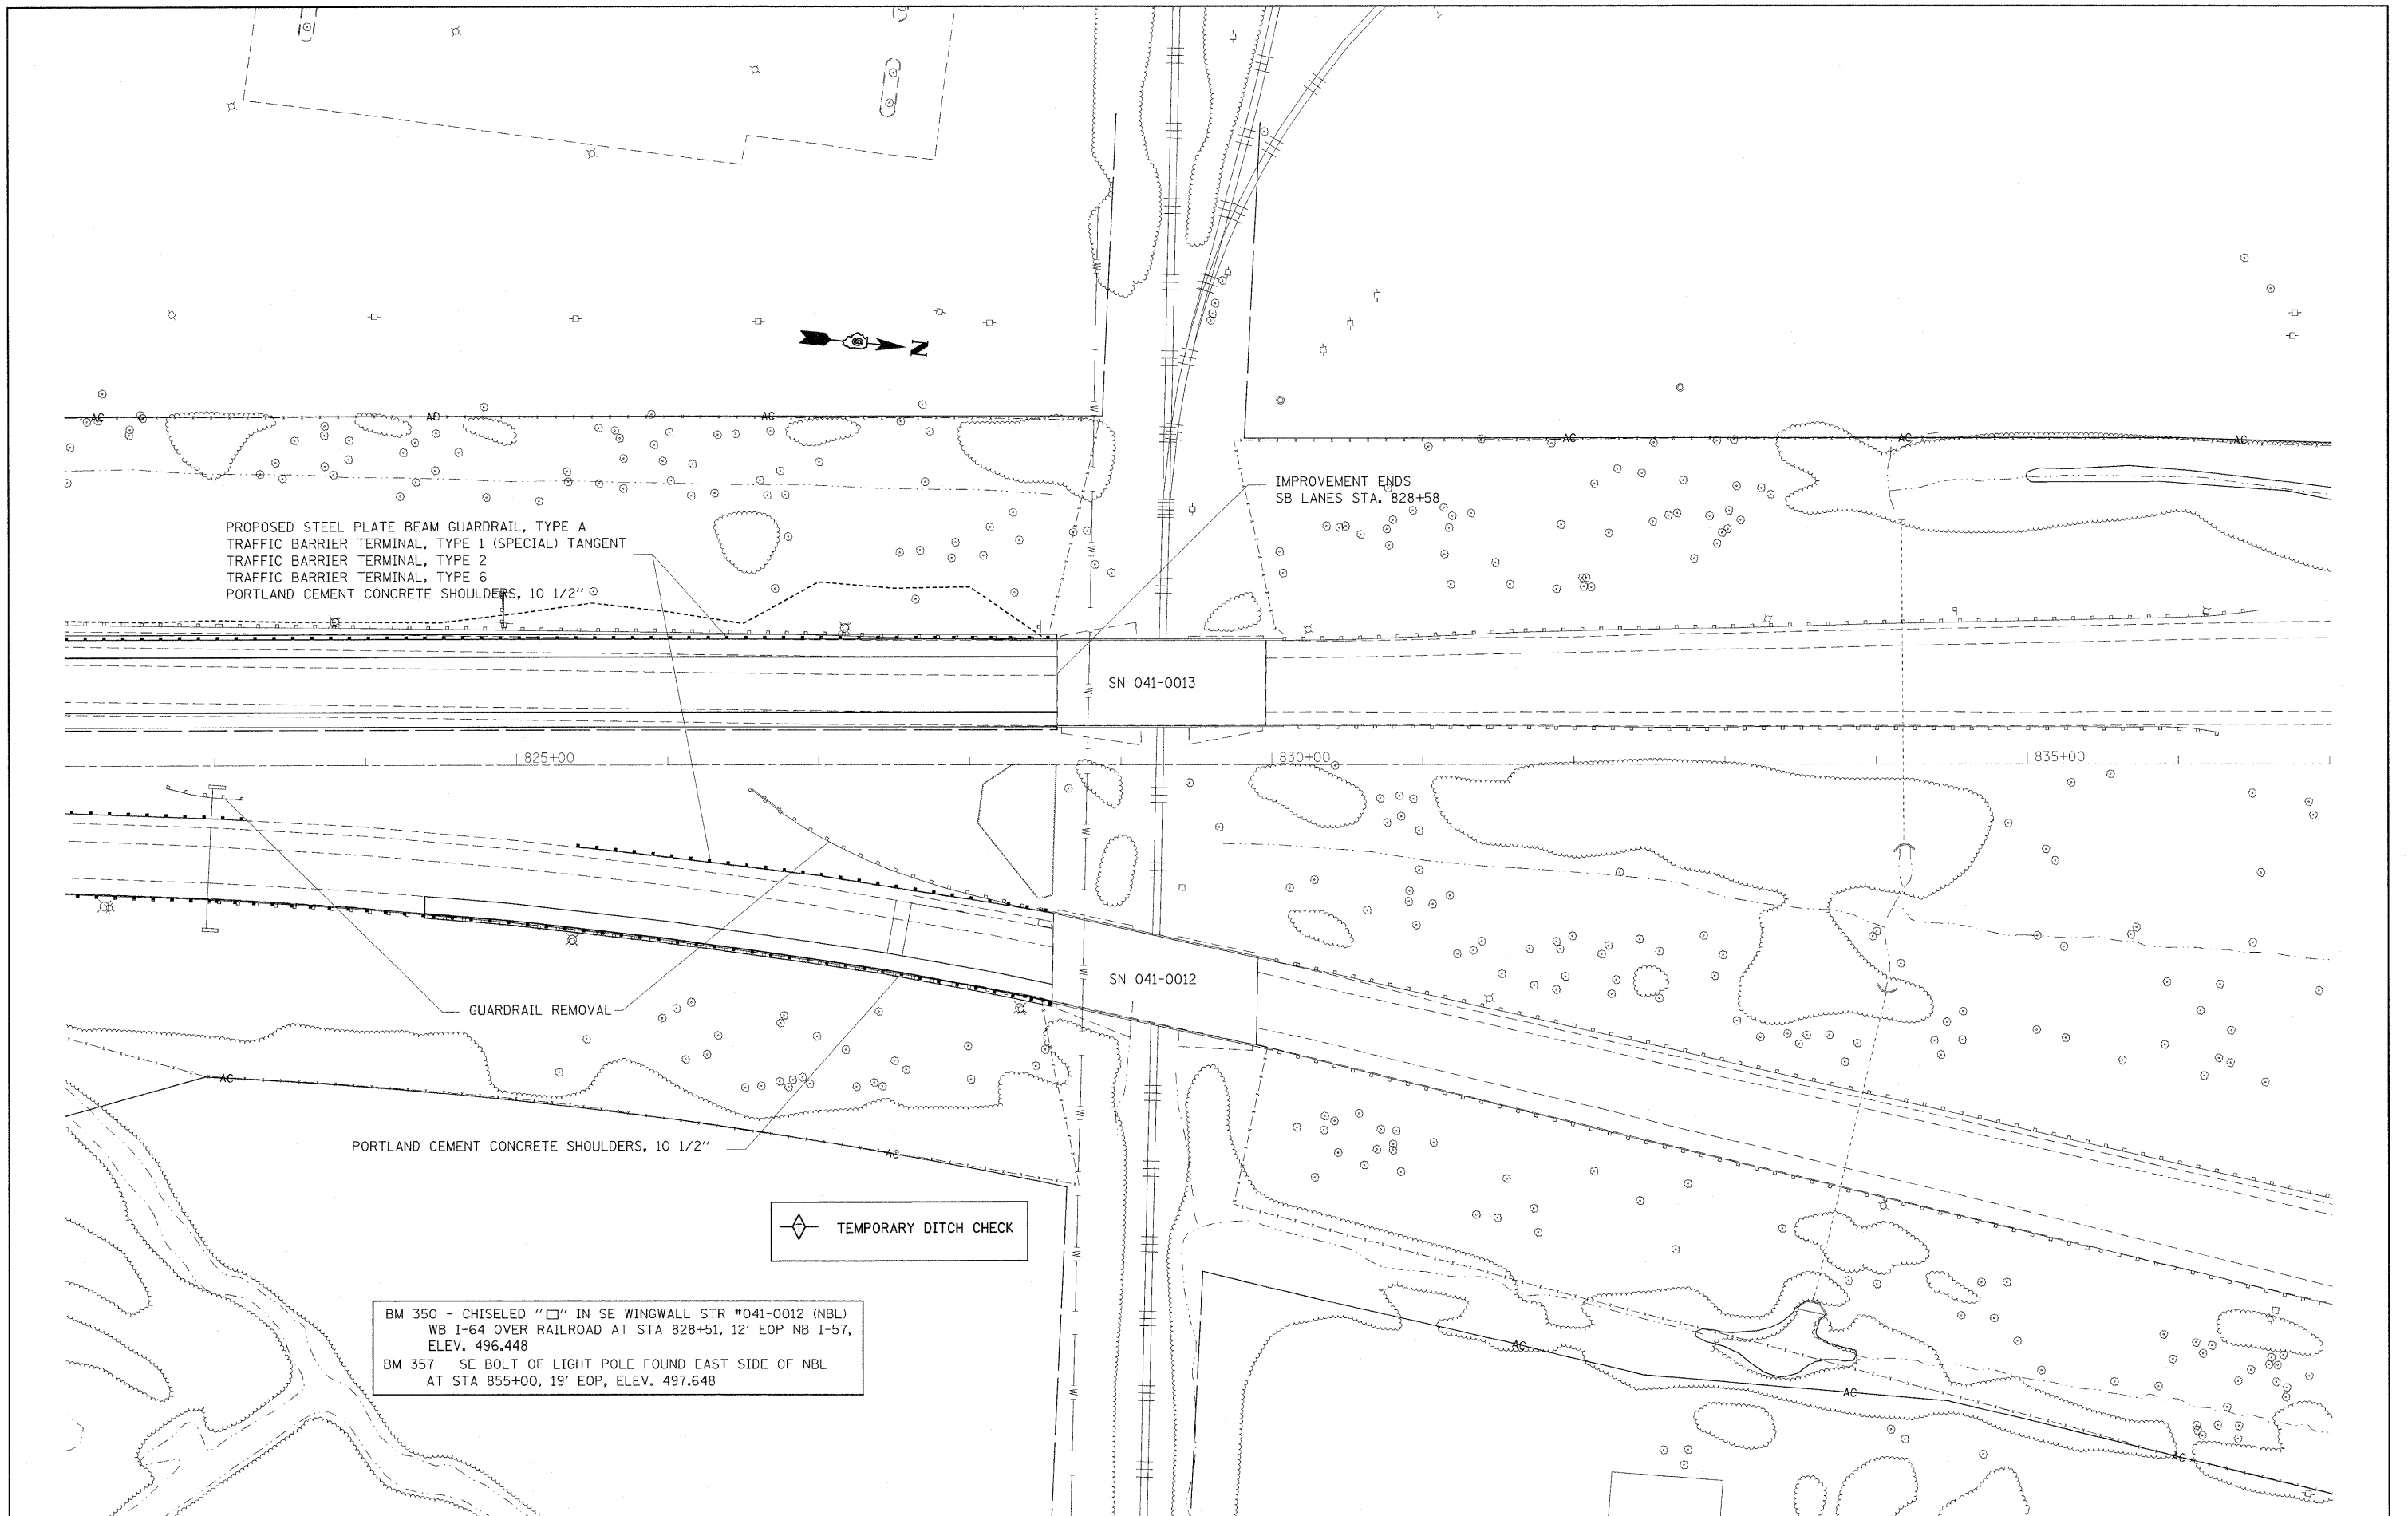 N
AC
AC
AC
AC
AC
AC
W
W
W
W
IMPROVEMENT ENDS
SB LANES STA. 828+58
PROPOSED STEEL PLATE BEAM GUARDRAIL, TYPE A
TRAFFIC BARRIER TERMINAL, TYPE 1 (SPECIAL) TANGENT
TRAFFIC BARRIER TERMINAL, TYPE 2
TRAFFIC BARRIER TERMINAL, TYPE 6
PORTLAND CEMENT CONCRETE SHOULDERS, 10 1/2"
SN 041-0013
825+00
830+00
835+00
W
W
SN 041-0012
GUARDRAIL REMOVAL
AC
AC
W
W
W
W
PORTLAND CEMENT CONCRETE SHOULDERS, 10 1/2"
T TEMPORARY DITCH CHECK
BM 350 - CHISELED "□" IN SE WINGWALL STR #041-0012 (NBL)
WB I-64 OVER RAILROAD AT STA 828+51, 12' EOP NB I-57,
ELEV. 496.448
BM 357 - SE BOLT OF LIGHT POLE FOUND EAST SIDE OF NBL
AT STA 855+00, 19' EOP, ELEV. 497.648
AC
AC
AC